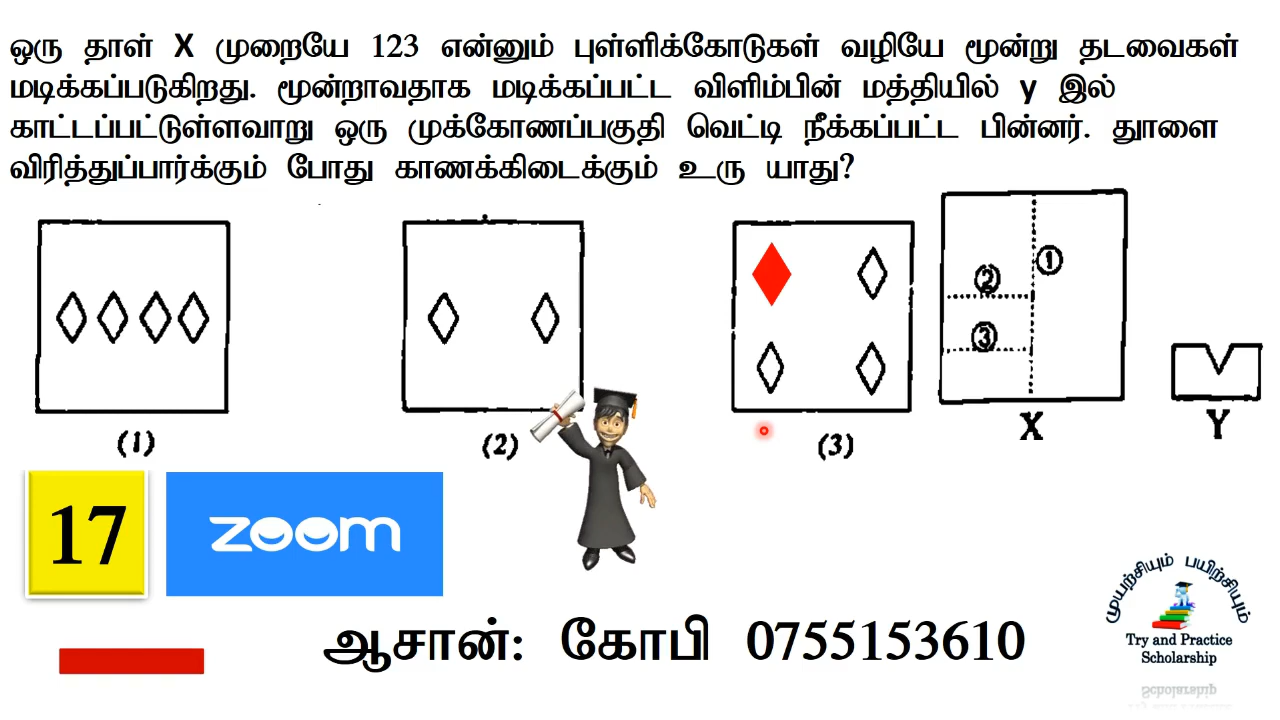 ஒரு தாள் X முறையே 123 என்னும் புள்ளிக்கோடுகள் வழியே மூன்று தடவைகள்
மடிக்கப்படுகிறது. மூன்றாவதாக மடிக்கப்பட்ட விளிம்பின் மத்தியில் y இல்
காட்டப்பட்டுள்ளவாறு ஒரு முக்கோணப்பகுதி வெட்டி நீக்கப்பட்ட பின்னர். தூளை
விரித்துப்பார்க்கும் போது காணக்கிடைக்கும் உரு யாது?
①
②
③
X
Y
(1)
(2)
(3)
17
zoom
ஆசான்: கோபி 0755153610
முயற்சியும் பயிற்சியும்
Try and Practice
Scholarship